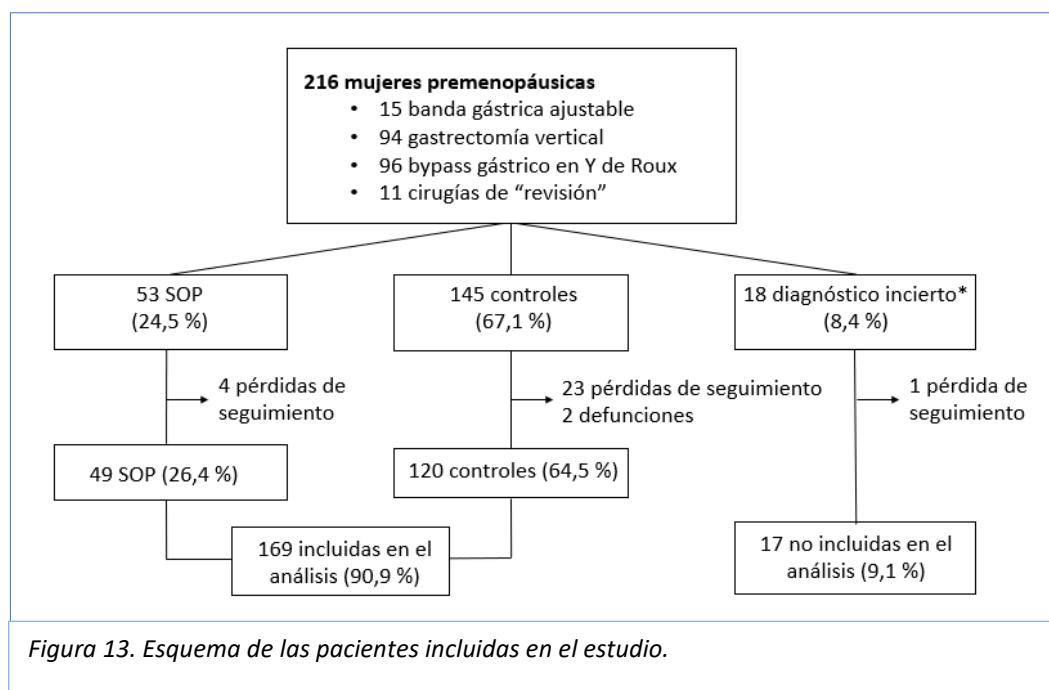 216 mujeres premenopáusicas
• 15 banda gástrica ajustable
• 94 gastrectomía vertical
• 96 bypass gástrico en Y de Roux
• 11 cirugías de “revisión”
53 SOP
(24,5 %)
145 controles
(67,1 %)
18 diagnóstico incierto*
(8,4 %)
4 pérdidas de
seguimiento
23 pérdidas de seguimiento
2 defunciones
1 pérdida de
seguimiento
49 SOP (26,4 %)
120 controles (64,5 %)
169 incluidas en el
análisis (90,9 %)
17 no incluidas en el
análisis (9,1 %)
Figura 13. Esquema de las pacientes incluidas en el estudio.